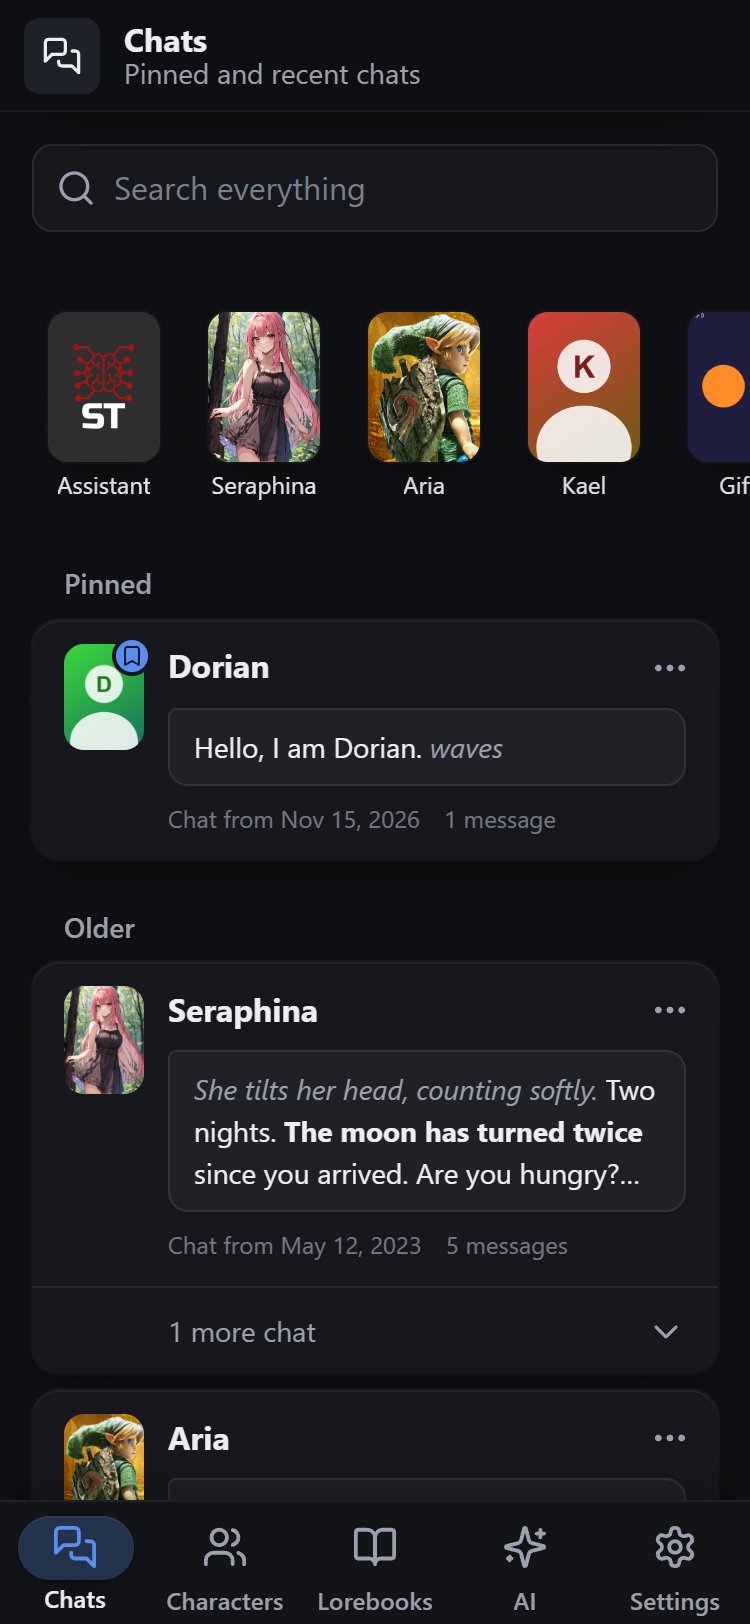 Chats
Pinned and recent chats
Search everything
ST
K
Assistant
Seraphina
Aria
Kael
Gif
Pinned
D
Dorian
Hello, I am Dorian. waves
Chat from Nov 15, 2026 1 message
Older
Seraphina
She tilts her head, counting softly. Two
nights. The moon has turned twice
since you arrived. Are you hungry?...
Chat from May 12, 2023 5 messages
1 more chat
Aria
Chats
Characters
Lorebooks
AI
Settings